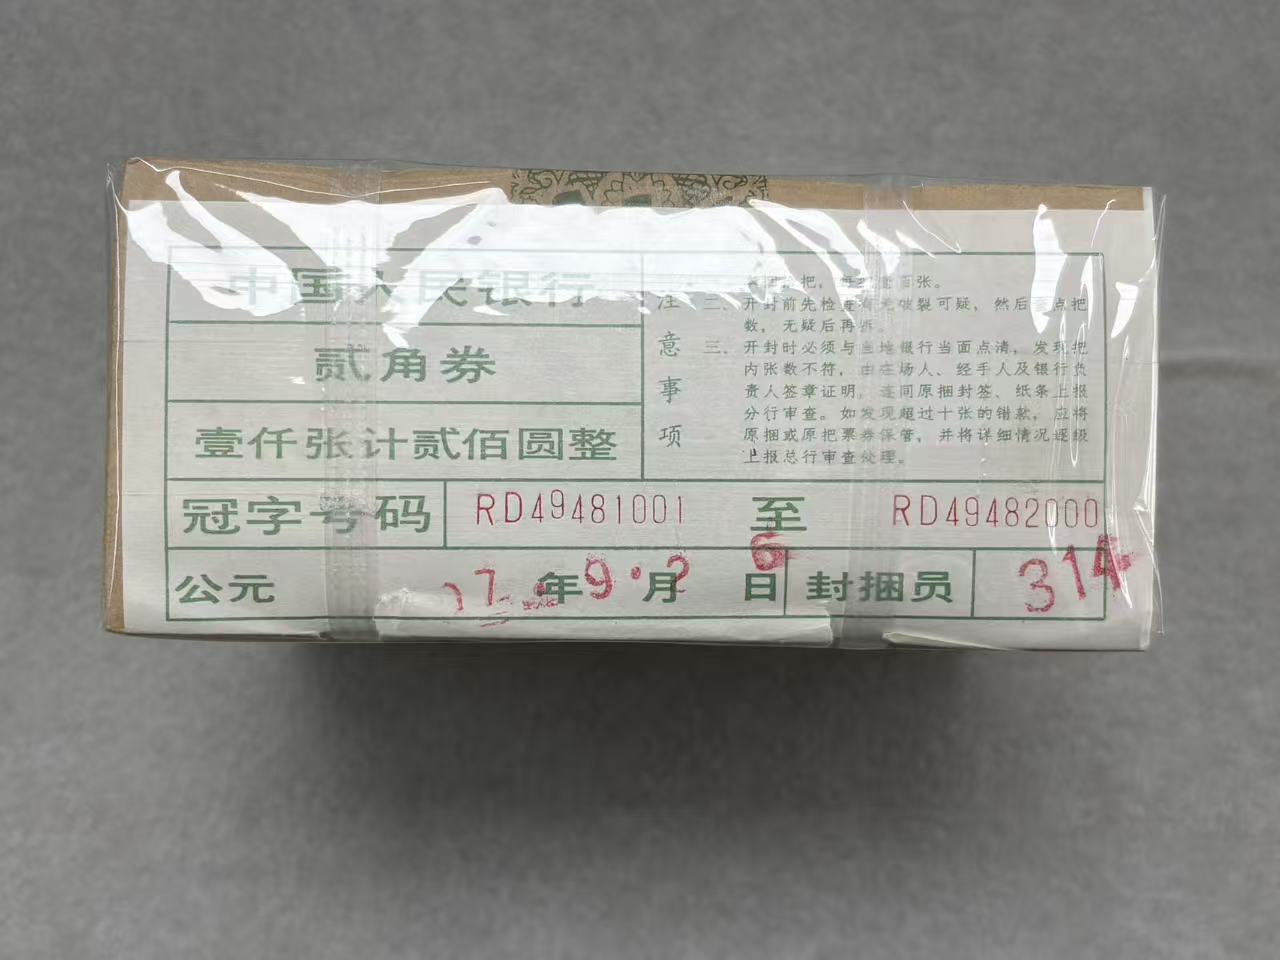 中国人民银行
贰角券
壹仟张计贰佰圆整
注意事项
把，百张。
二、开封前先检查有无破裂可疑，然后点把
数，无疑后再拆。
三、开封时必须与当地银行当面点清，发现把
内张数不符，由在场人、经手人及银行负
责人签章证明，连同原捆封签、纸条上报
分行审查。如发现超过十张的错款，应将
原捆或原把票券保管，并将详细情况逐级
上报总行审查处理。
冠字号码 RD49481001 至 RD49482000
公元 年9月2 日6 封捆员 314